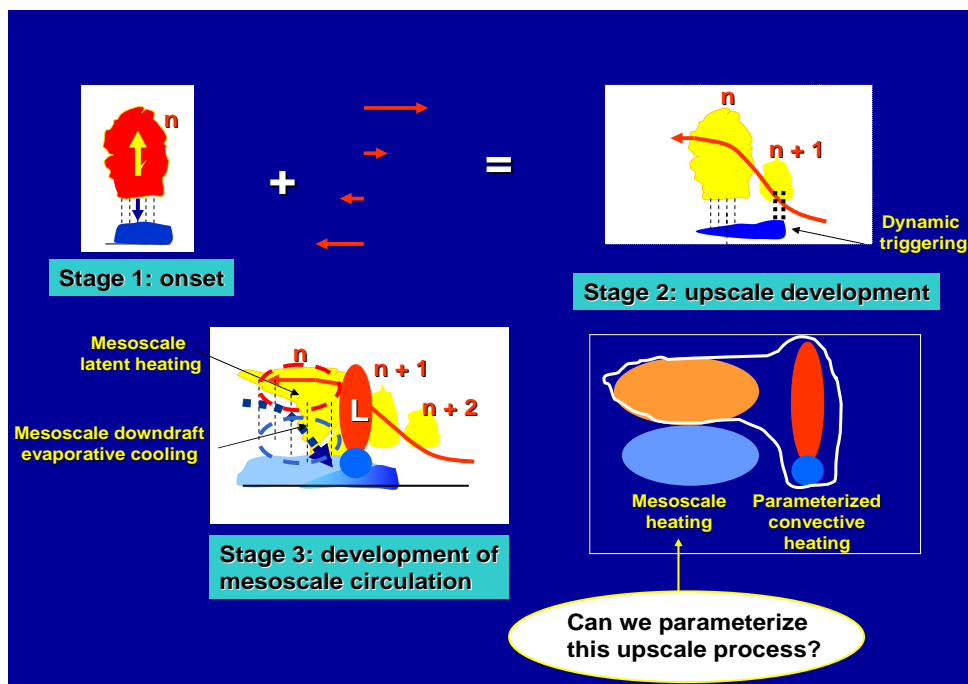 n
+
=
n
n + 1
Dynamic
triggering
Stage 1: onset
Stage 2: upscale development
Mesoscale
latent heating
n
n + 1
n + 2
L
Mesoscale downdraft
evaporative cooling
Mesoscale
heating
Parameterized
convective
heating
Stage 3: development of
mesoscale circulation
Can we parameterize
this upscale process?